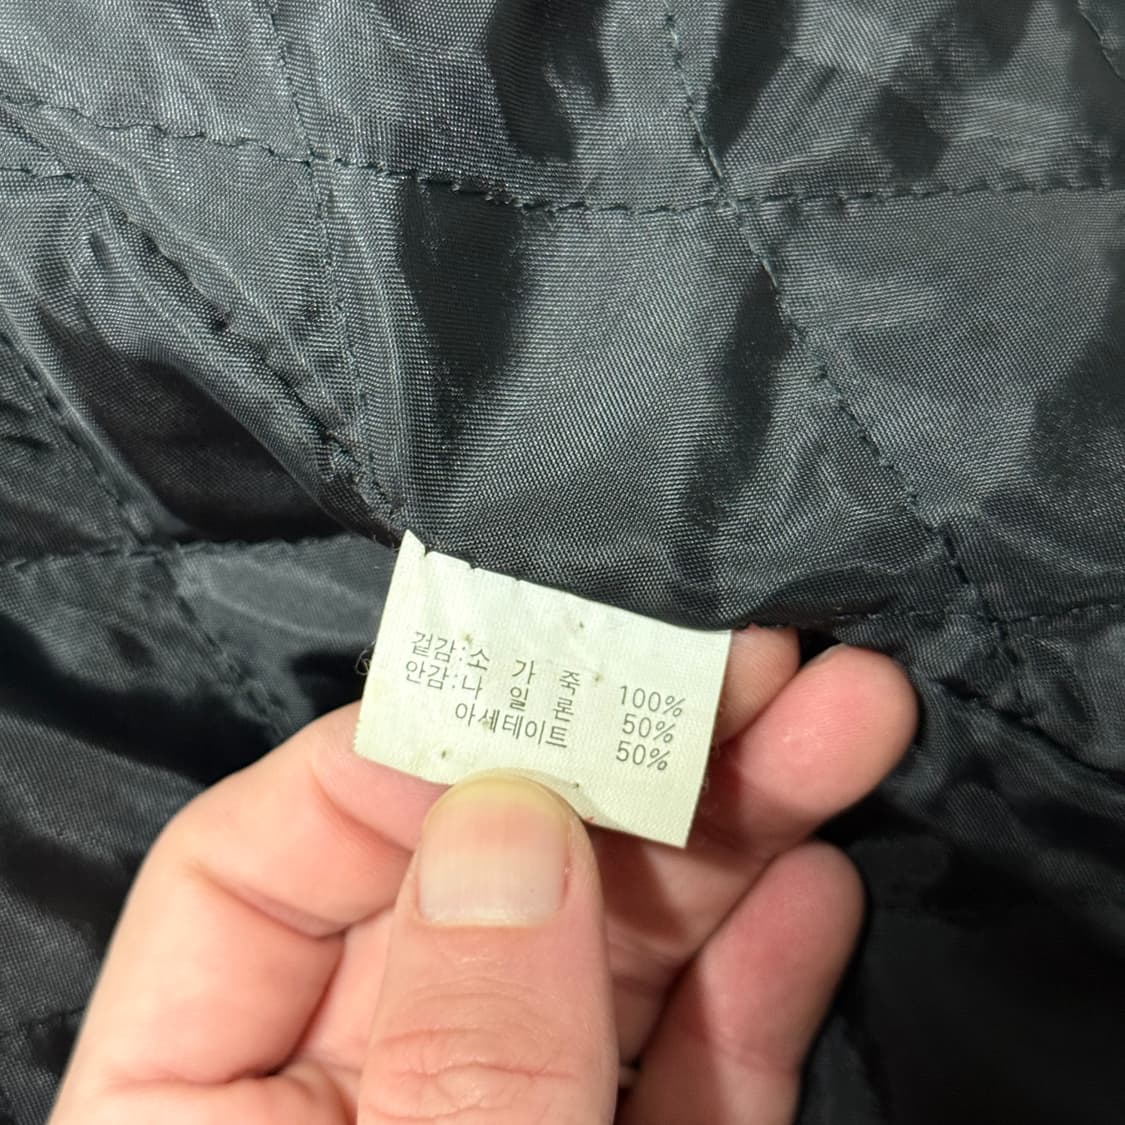 겉감:소 가 죽 100%
안감:나 일 론 50%
아세테이트 50%